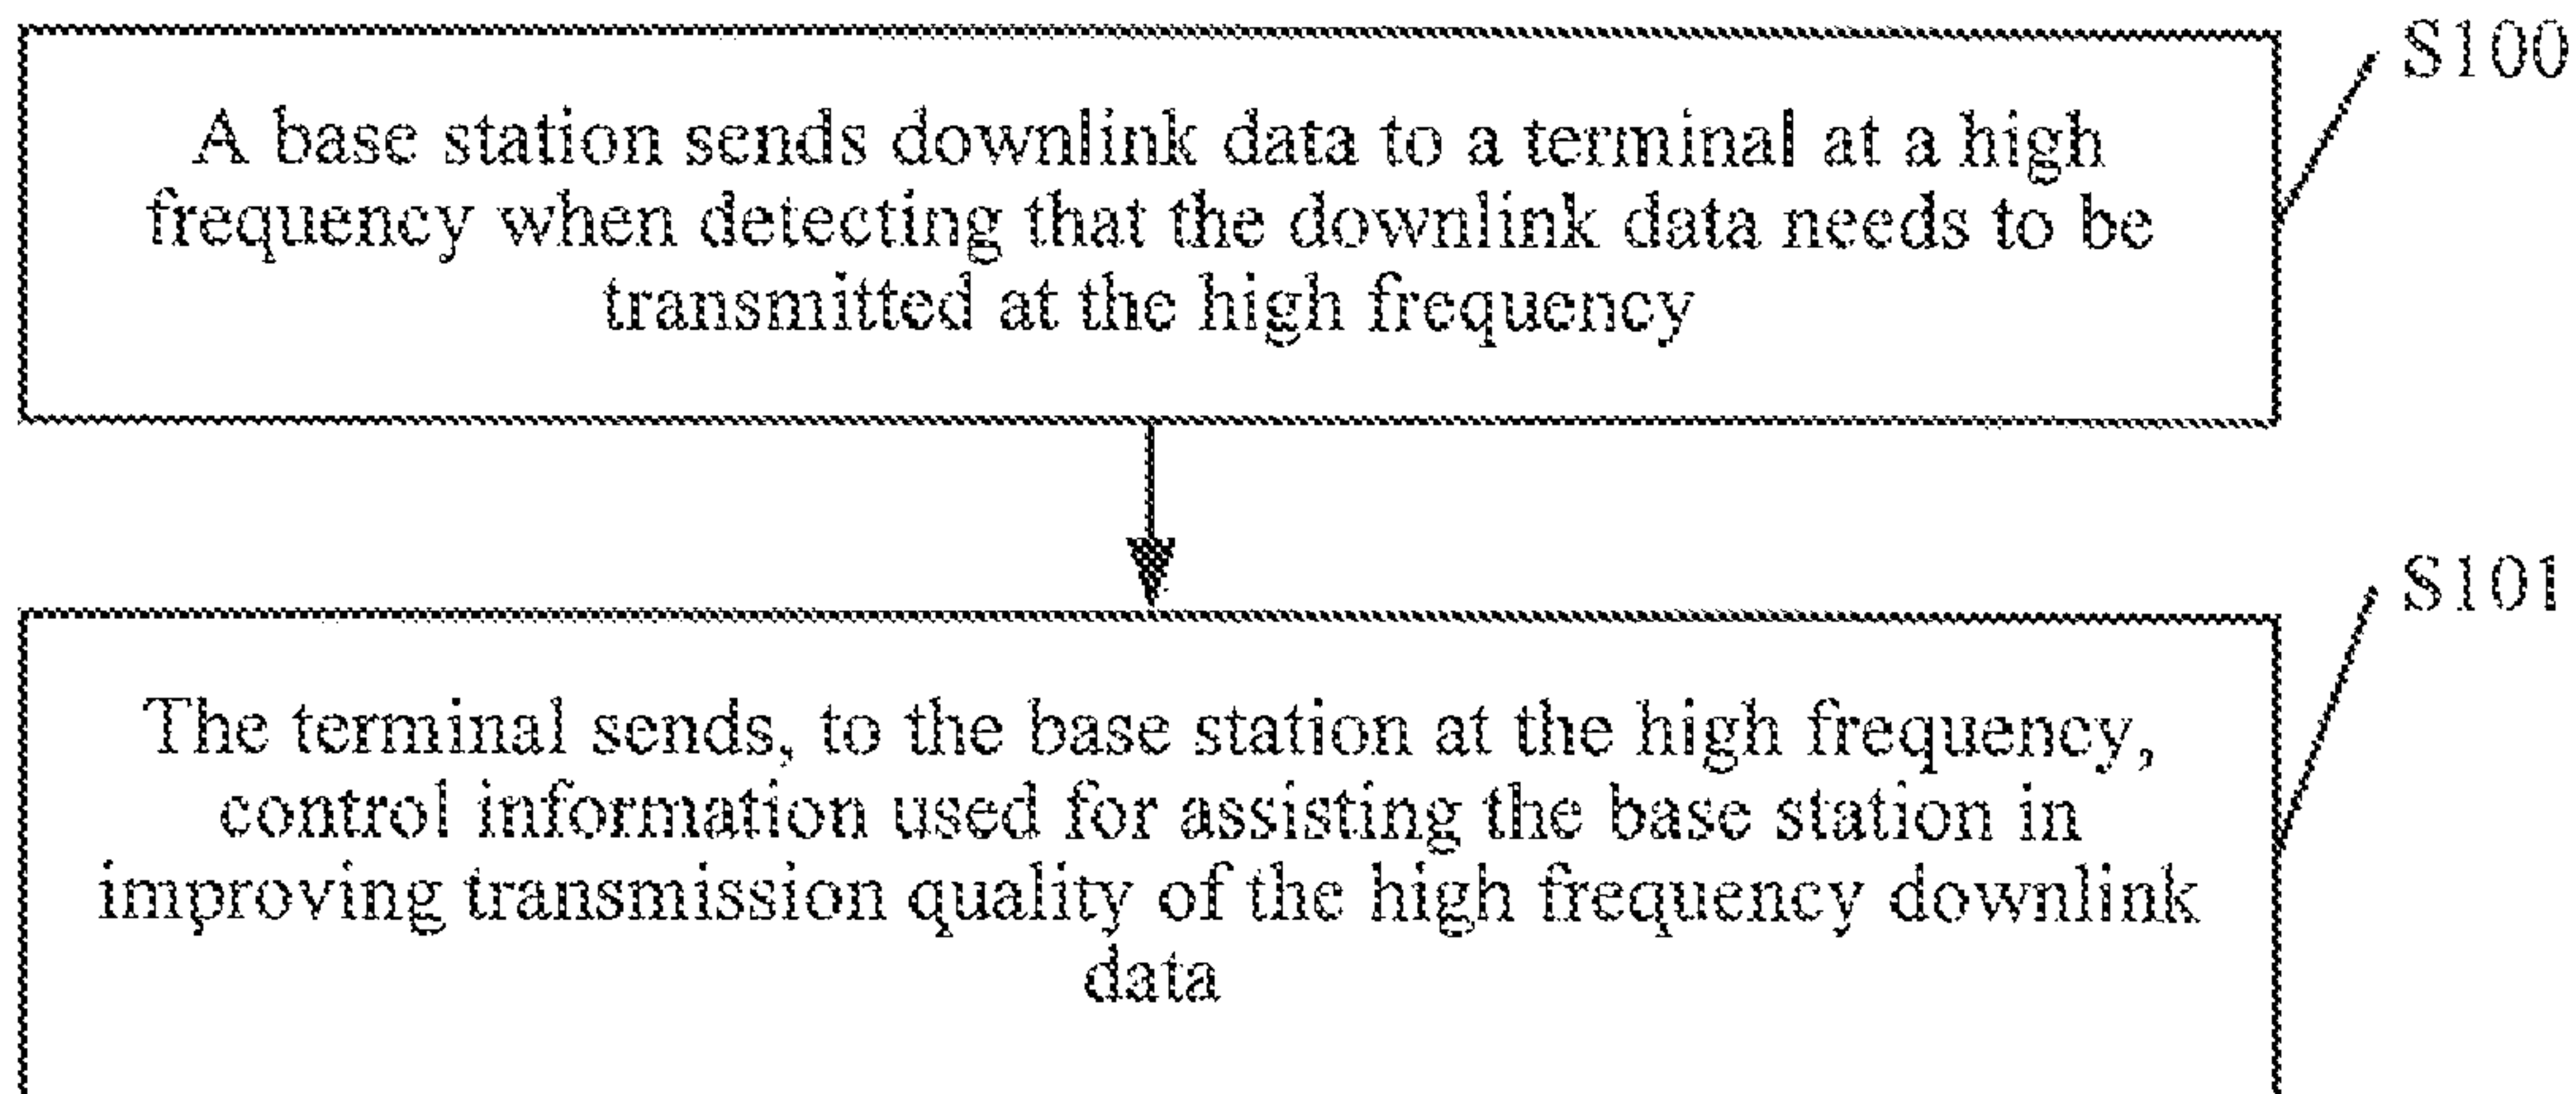 S100
A base station sends downlink data to a terminal at a high
frequency when detecting that the downlink data needs to be
transmitted at the high frequency
S101
The terminal sends, to the base station at the high frequency,
control information used for assisting the base station in
improving transmission quality of the high frequency downlink
data